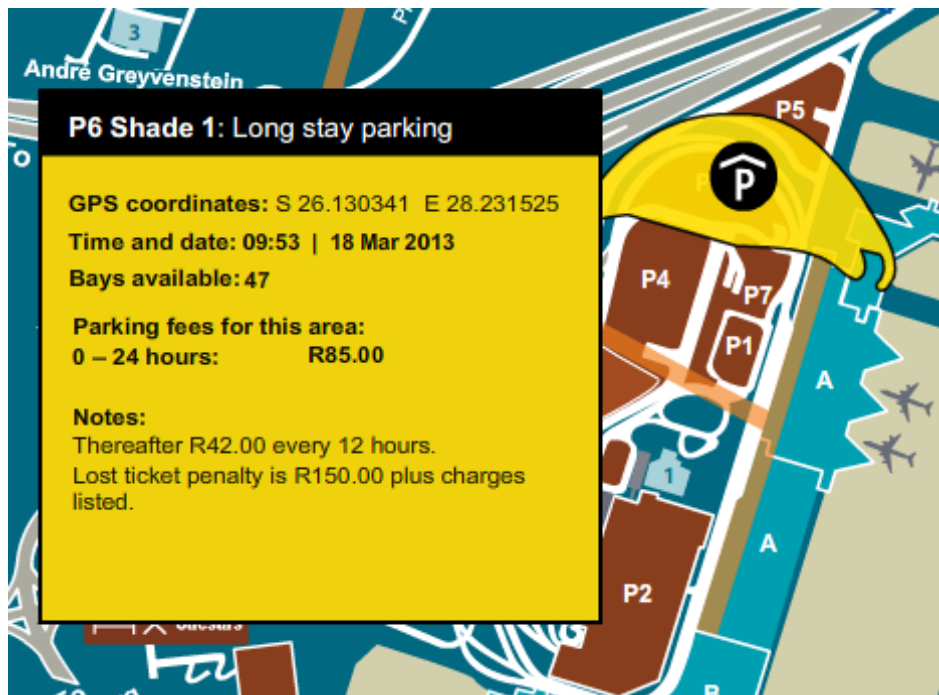 3
André Greyvenstein
P5
P6 Shade 1: Long stay parking
P
GPS coordinates: S 26.130341 E 28.231525
Time and date: 09:53 | 18 Mar 2013
Bays available: 47
P4
P7
Parking fees for this area:
0 – 24 hours: R85.00
P1
A
Notes:
Thereafter R42.00 every 12 hours.
Lost ticket penalty is R150.00 plus charges
listed.
1
A
P2
B